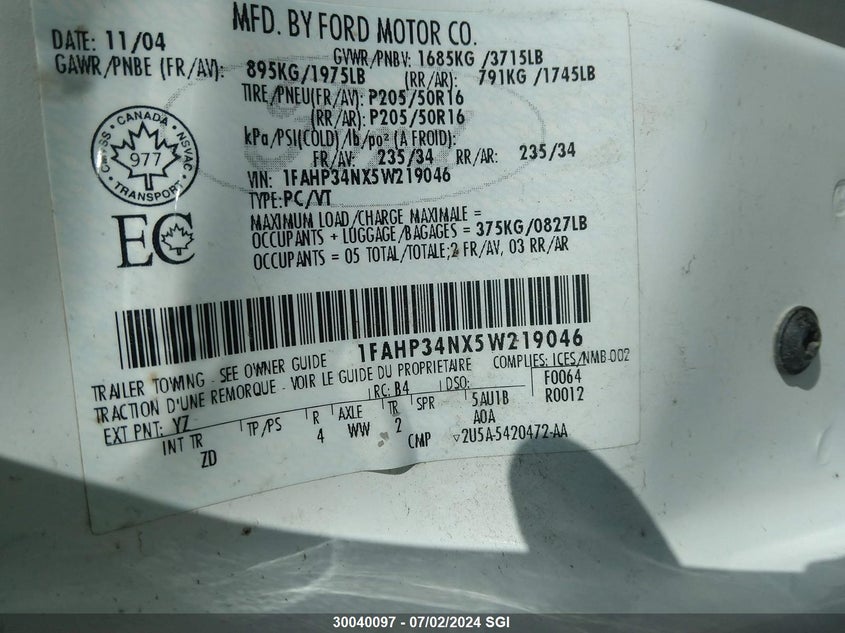 MFD. BY FORD MOTOR CO.
DATE: 11/04
GVWR/PNBV: 1685KG /3715LB
GAWR/PNBE (FR/AV): 895KG/1975LB (RR/AR): 791KG /1745LB
TIRE/PNEU(FR/AV): P205/50R16
(RR/AR): P205/50R16
kPa/PSI(COLD)/lb/po² (A FROID):
FR/AV: 235/34 RR/AR: 235/34
VIN: 1FAHP34NX5W219046
TYPE:PC/VT
MAXIMUM LOAD/CHARGE MAXIMALE =
OCCUPANTS + LUGGAGE/BAGAGES = 375KG/0827LB
OCCUPANTS = 05 TOTAL/TOTALE;2 FR/AV, 03 RR/AR
CANADA
977
NSVAC
TRANSPORT
EC
1FAHP34NX5W219046
TRAILER TOWING - SEE OWNER GUIDE COMPLIES: ICES/NMB-002
TRACTION D'UNE REMORQUE - VOIR LE GUIDE DU PROPRIETAIRE F0064
EXT PNT: YZ RC: B4 DSO: R0012
INT TR TP/PS R AXLE TR SPR 5AU1B
ZD 4 WW 2 A0A
CMP 2U5A-5420472-AA
30040097 - 07/02/2024 SGI